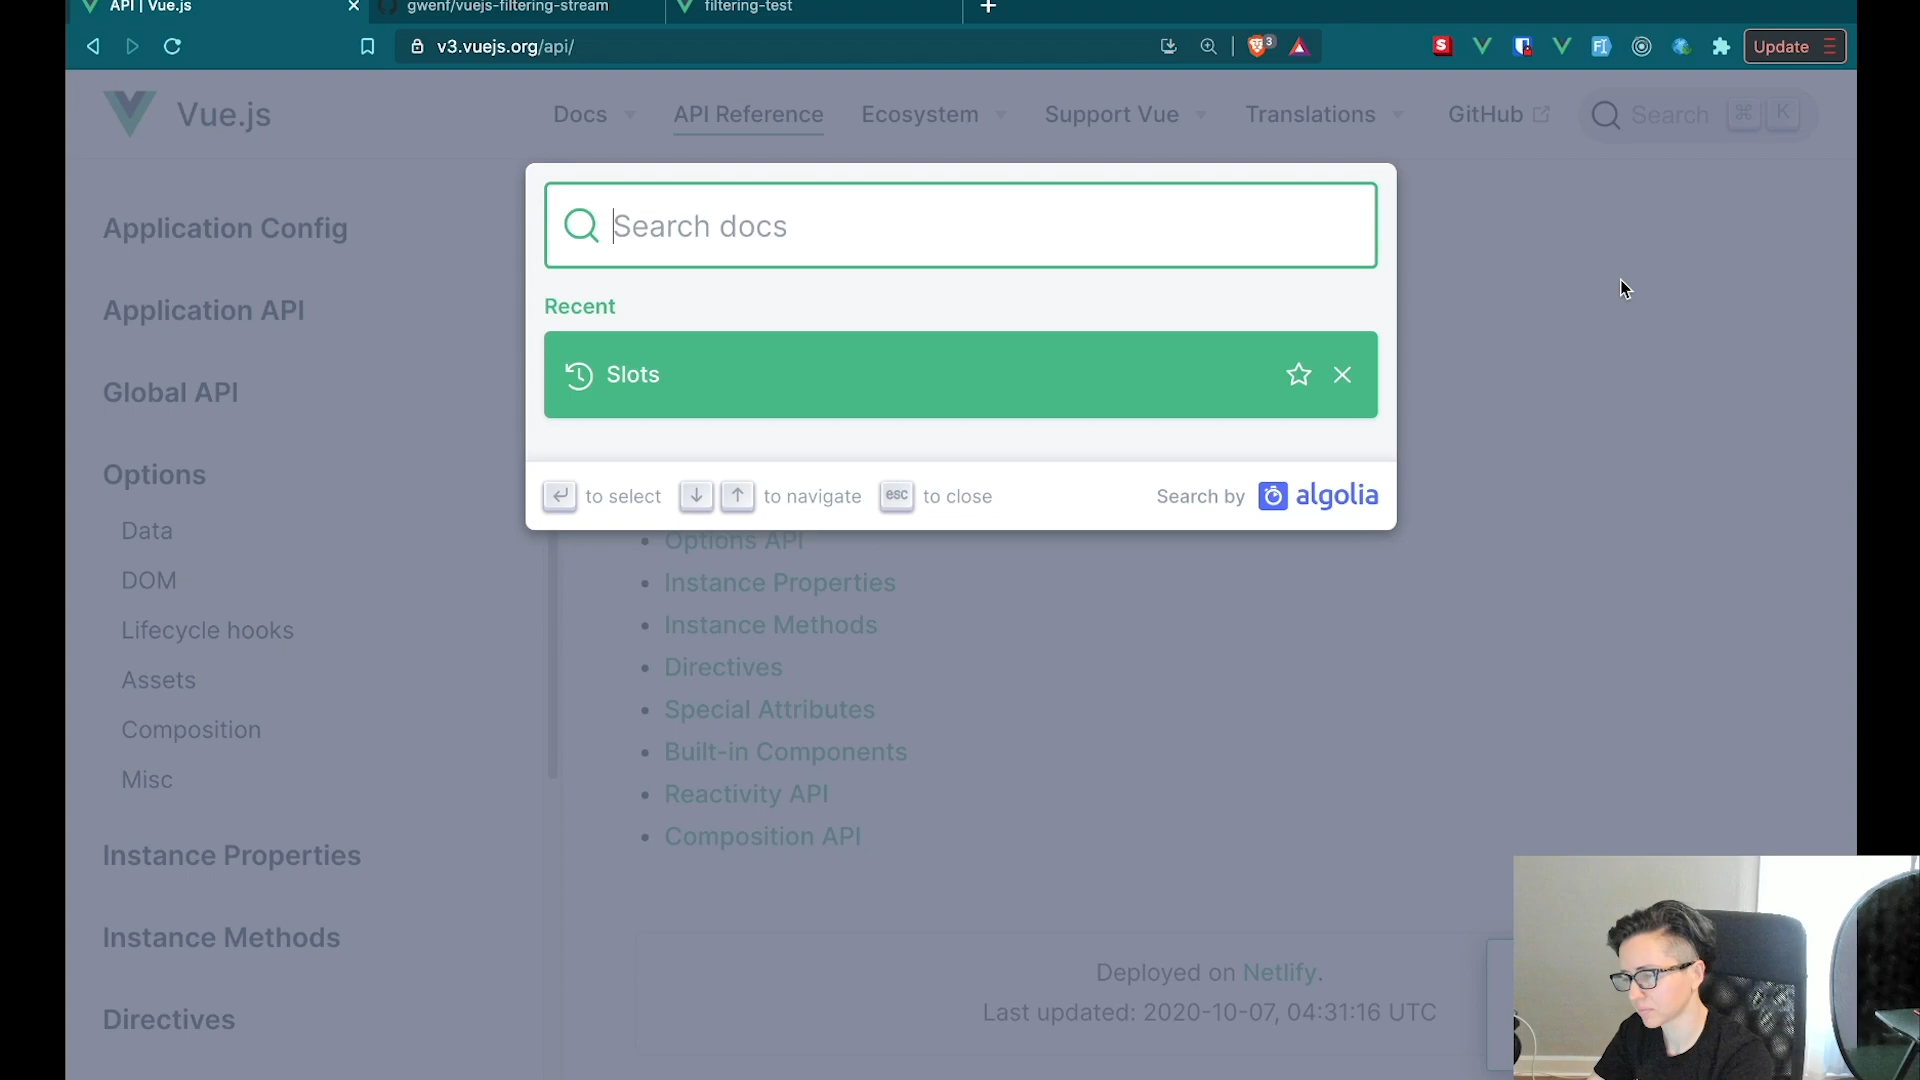 API | Vue.js
gwenf/vuejs-filtering-stream
filtering-test
v3.vuejs.org/api/
3
S
FI
Update
Vue.js
Docs
API Reference
Ecosystem
Support Vue
Translations
GitHub
Search ⌘ K
Search docs
Recent
Slots
to select
to navigate
esc to close
Search by algolia
Application Config
Application API
Global API
Options
Data
DOM
Lifecycle hooks
Assets
Composition
Misc
Instance Properties
Instance Methods
Directives
Options API
Instance Properties
Instance Methods
Directives
Special Attributes
Built-in Components
Reactivity API
Composition API
Deployed on Netlify.
Last updated: 2020-10-07, 04:31:16 UTC